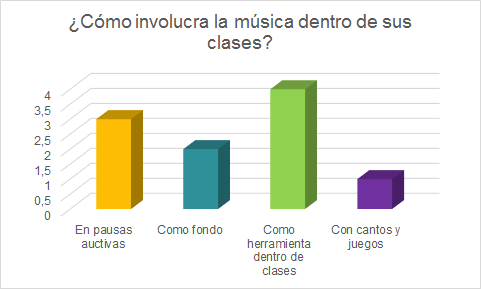 ¿Cómo involucra la música dentro de sus
clases?
4
3,5
3
2,5
2
1,5
1
0,5
0
En pausas
auctivas
Como fondo
Como
herramienta
dentro de
clases
Con cantos y
juegos